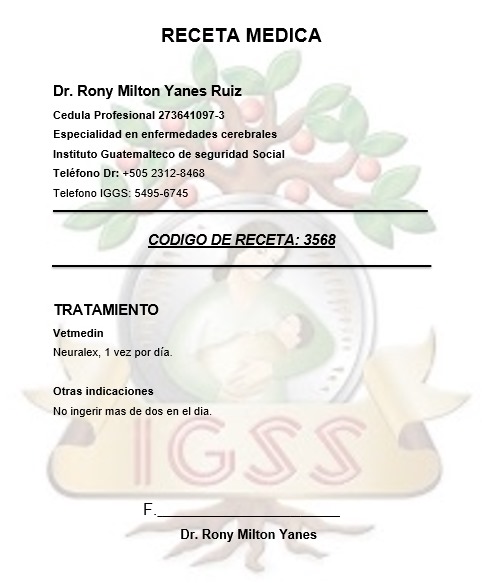 RECETA MEDICA
Dr. Rony Milton Yanes Ruiz
Cedula Profesional 273641097-3
Especialidad en enfermedades cerebrales
Instituto Guatemalteco de seguridad Social
Teléfono Dr: +505 2312-8468
Telefono IGGS: 5495-6745
CODIGO DE RECETA: 3568
TRATAMIENTO
Vetmedin
Neuralex, 1 vez por día.
Otras indicaciones
No ingerir mas de dos en el dia.
IGSS
F.
Dr. Rony Milton Yanes